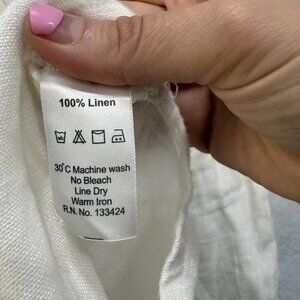 100% Linen
30°C Machine wash
No Bleach
Line Dry
Warm Iron
R.N. No. 133424